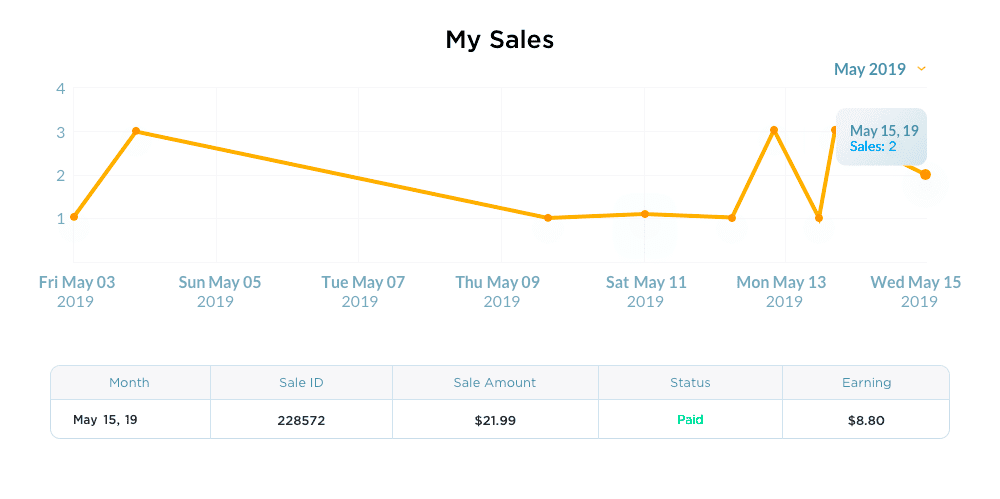 My Sales
May 2019
4
3
2
1
May 15, 19
Sales: 2
Fri May 03 Sun May 05 Tue May 07 Thu May 09 Sat May 11 Mon May 13 Wed May 15
2019 2019 2019 2019 2019 2019 2019
Month Sale ID Sale Amount Status Earning
May 15, 19 228572 $21.99 Paid $8.80